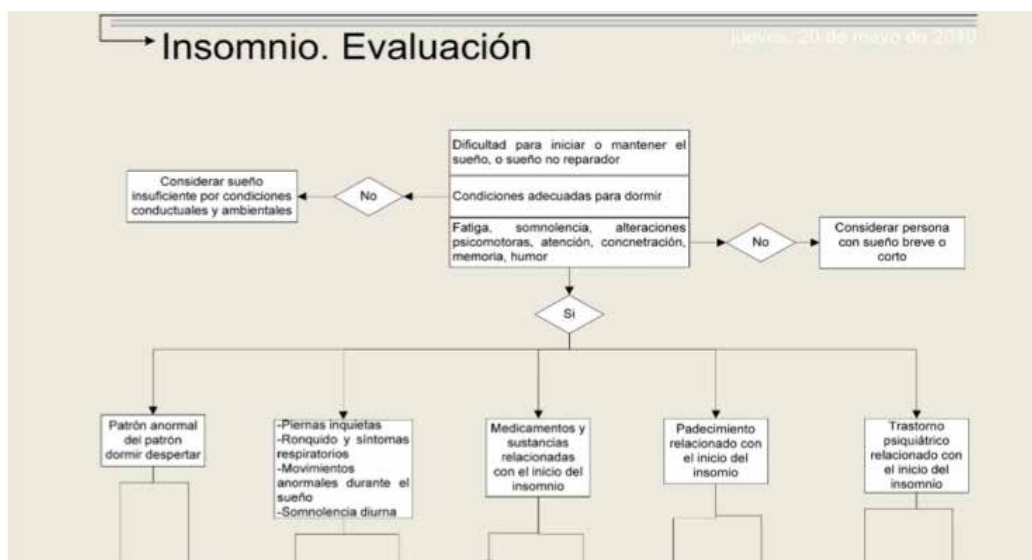 Insomnio. Evaluación
jueves, 20 de mayo de 2010
Dificultad para iniciar o mantener el
sueño, o sueño no reparador
Considerar sueño
insuficiente por condiciones
conductuales y ambientales
No
Condiciones adecuadas para dormir
Fatiga, somnolencia, alteraciones
psicomotoras, atención, concnetración,
memoria, humor
No
Considerar persona
con sueño breve o
corto
Si
Patrón anormal
del patrón
dormir despertar
-Piernas inquietas
-Ronquido y síntomas
respiratorios
-Movimientos
anormales durante el
sueño
-Somnolencia diurna
Medicamentos y
sustancias
relacionadas
con el inicio del
insomnio
Padecimiento
relacionado con
el inicio del
insomio
Trastorno
psiquiátrico
relacionado con
el inicio del
insomnio